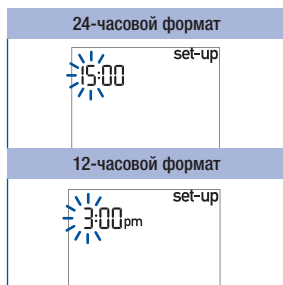 24-часовой формат
set-up
15:00
12-часовой формат
set-up
3:00pm